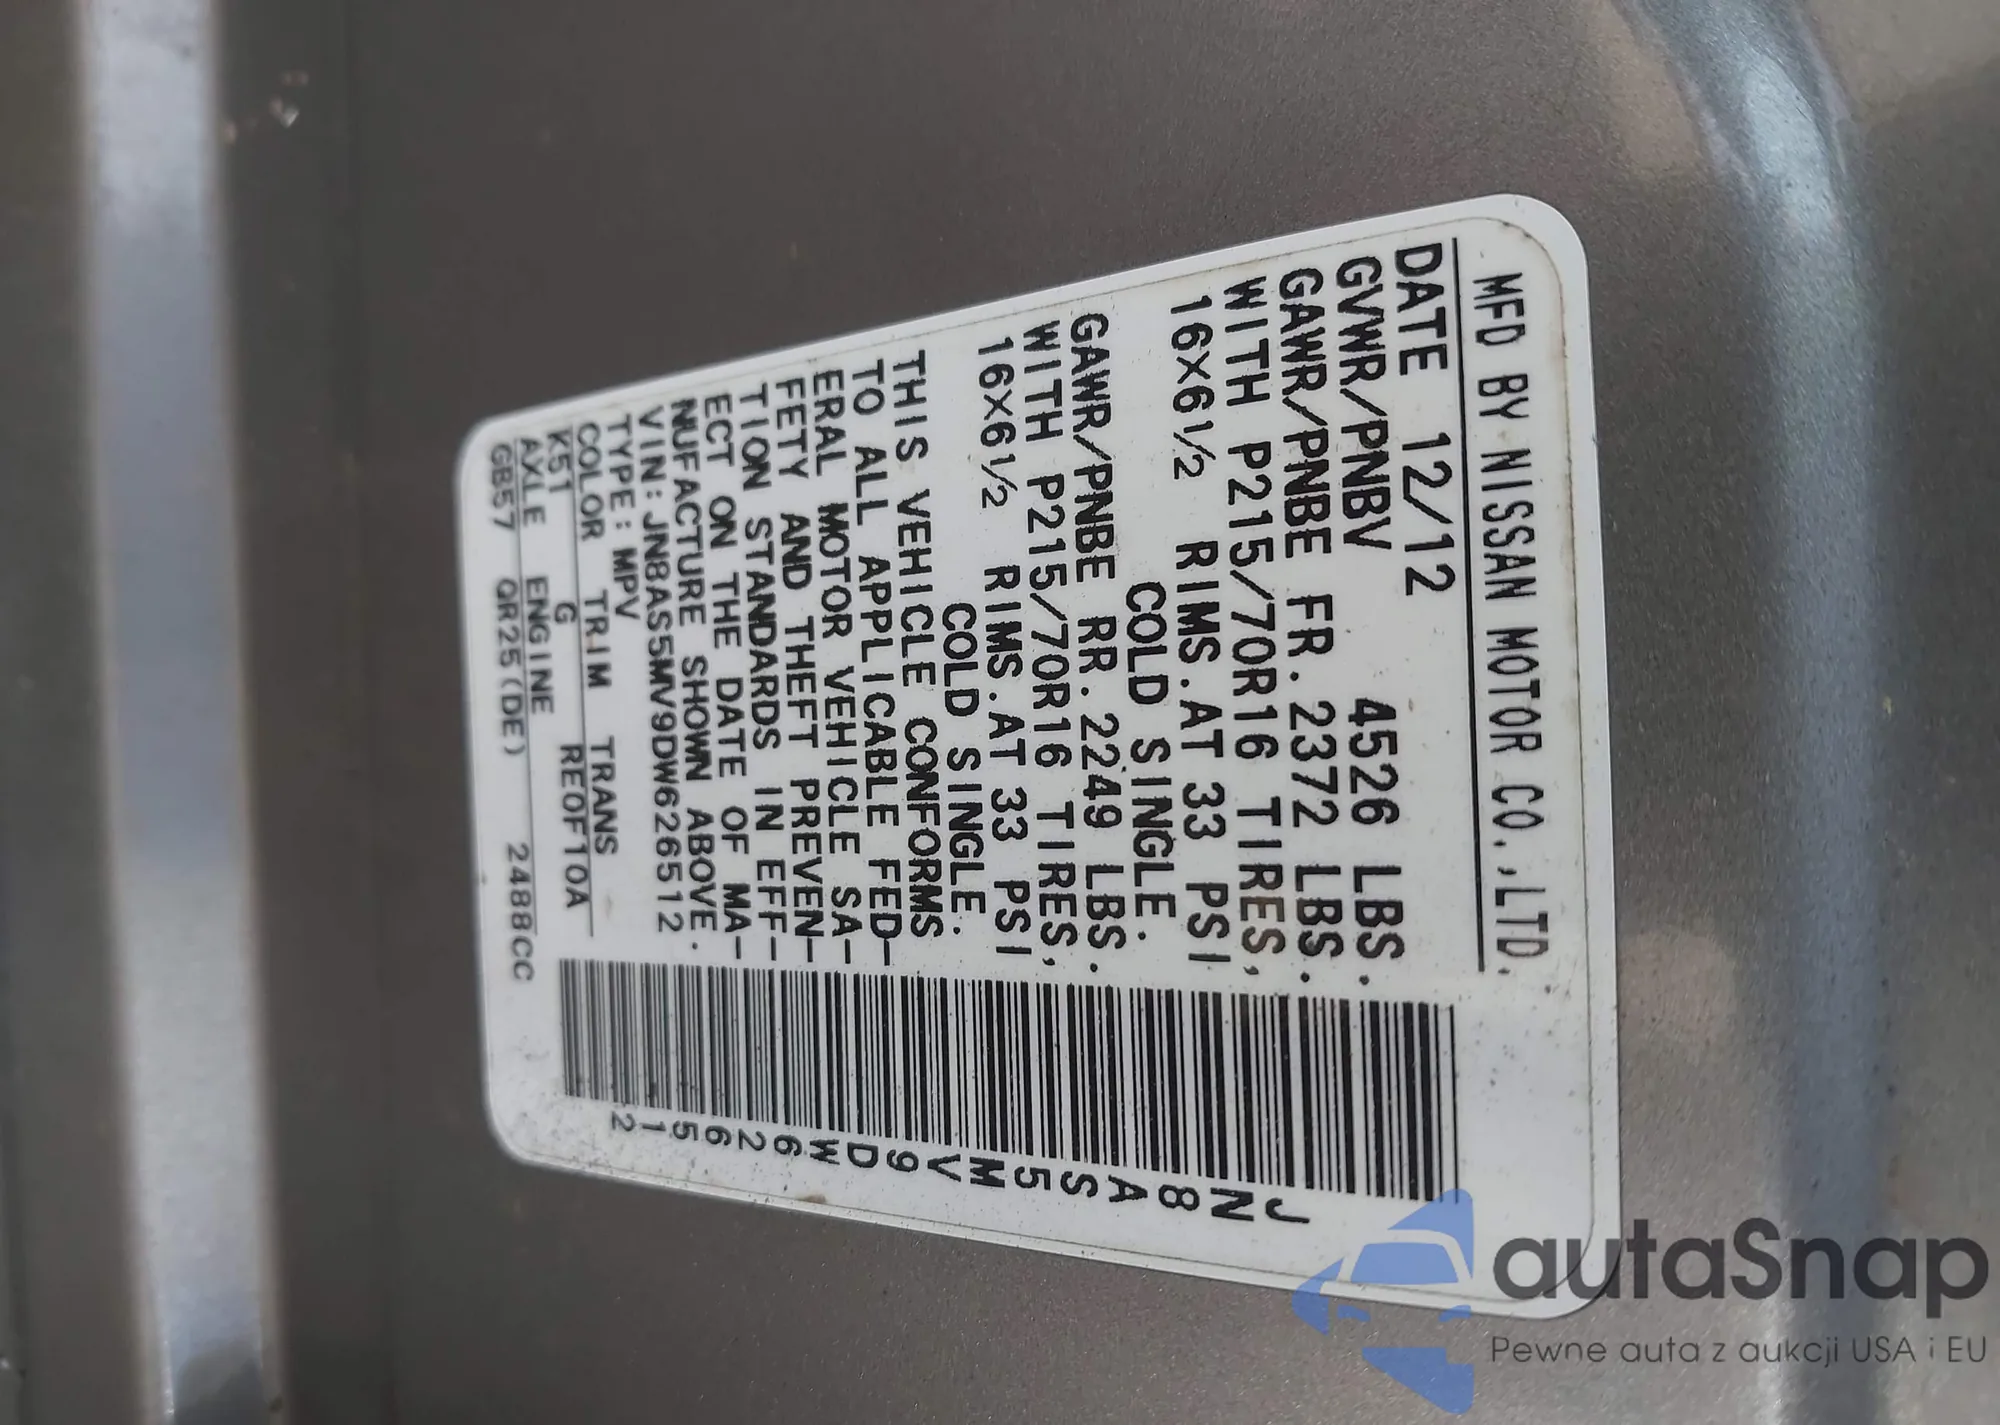 MFD BY NISSAN MOTOR CO.,LTD.
DATE 12/12
GVWR/PNBV 4526 LBS.
GAWR/PNBE FR. 2372 LBS.
WITH P215/70R16 TIRES,
16×6½ RIMS.AT 33 PSI
COLD SINGLE.
GAWR/PNBE RR. 2249 LBS.
WITH P215/70R16 TIRES,
16×6½ RIMS.AT 33 PSI
COLD SINGLE.
THIS VEHICLE CONFORMS
TO ALL APPLICABLE FED-
ERAL MOTOR VEHICLE SA-
FETY AND THEFT PREVEN-
TION STANDARDS IN EFF-
ECT ON THE DATE OF MA-
NUFACTURE SHOWN ABOVE.
VIN:JN8AS5MV9DW626512
TYPE:MPV
COLOR TRIM TRANS
K51 G RE0F10A
AXLE ENGINE
GB57 QR25(DE) 2488CC
JN8AS5MV9DW626512
autaSnap
Pewne auta z aukcji USA i EU